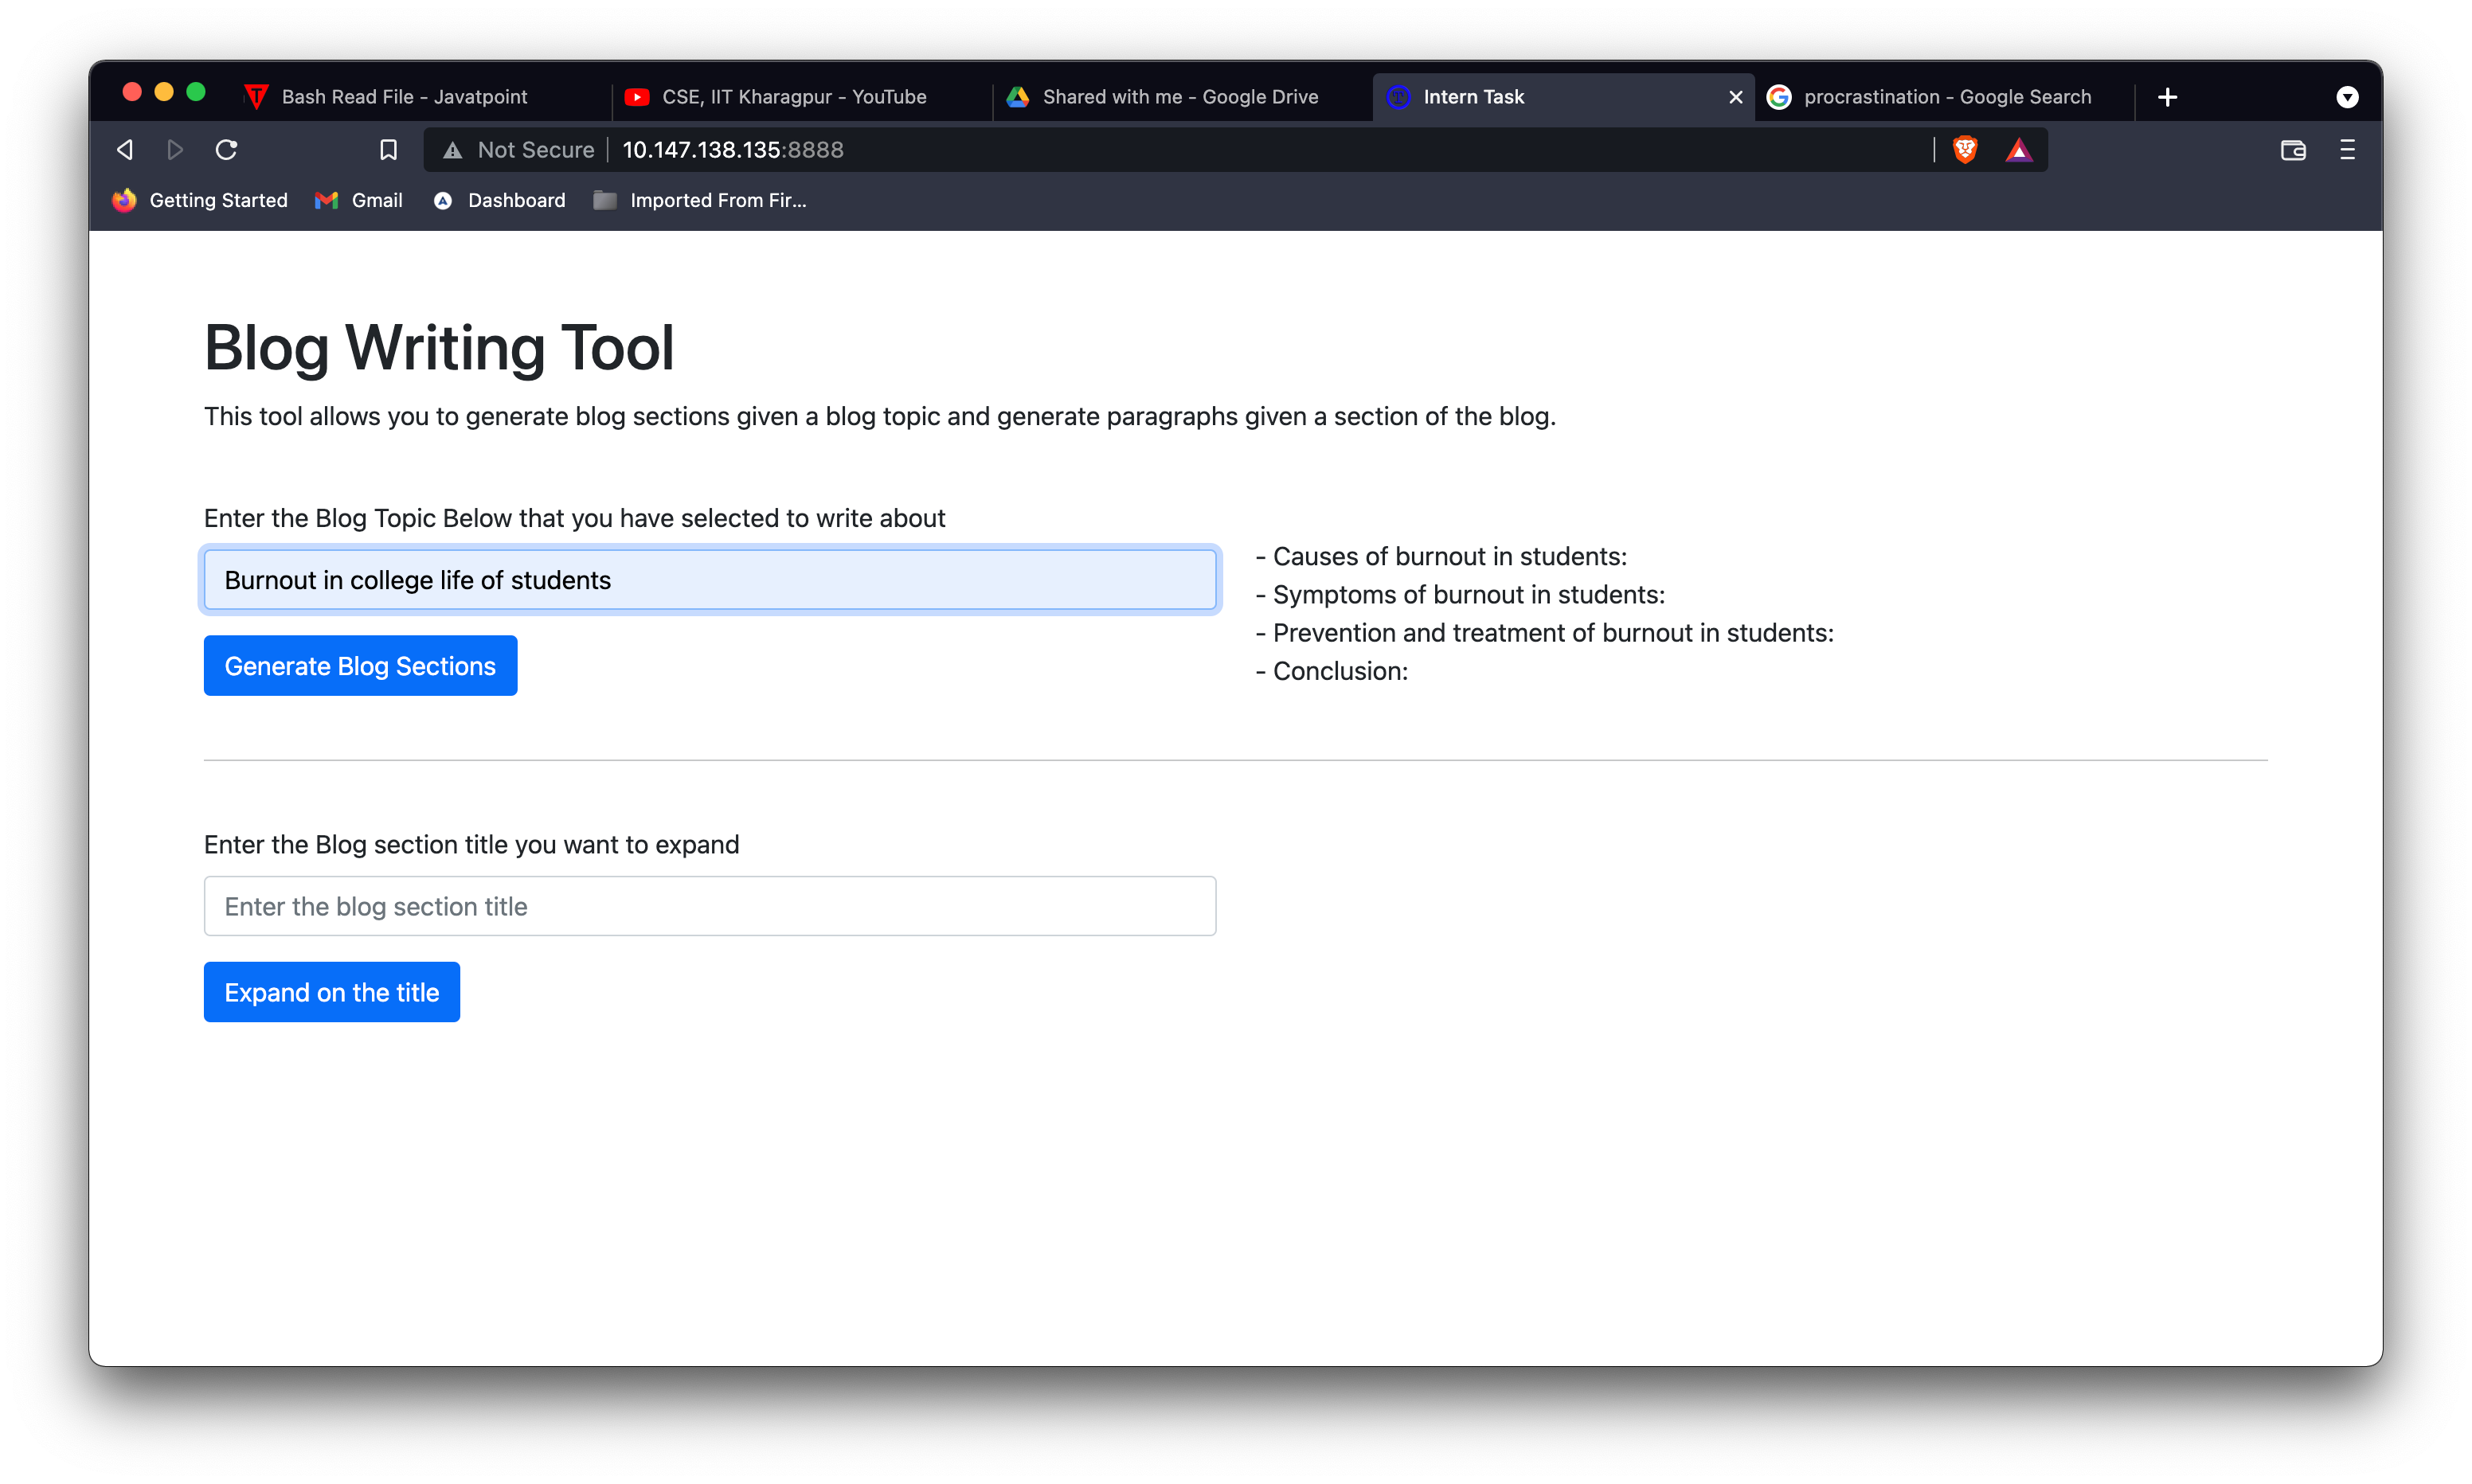 Bash Read File - Javatpoint
CSE, IIT Kharagpur - YouTube
Shared with me - Google Drive
Intern Task
procrastination - Google Search
Not Secure
10.147.138.135:8888
Getting Started
Gmail
Dashboard
Imported From Fir...
Blog Writing Tool
This tool allows you to generate blog sections given a blog topic and generate paragraphs given a section of the blog.
Enter the Blog Topic Below that you have selected to write about
Burnout in college life of students
Generate Blog Sections
- Causes of burnout in students:
- Symptoms of burnout in students:
- Prevention and treatment of burnout in students:
- Conclusion:
Enter the Blog section title you want to expand
Enter the blog section title
Expand on the title